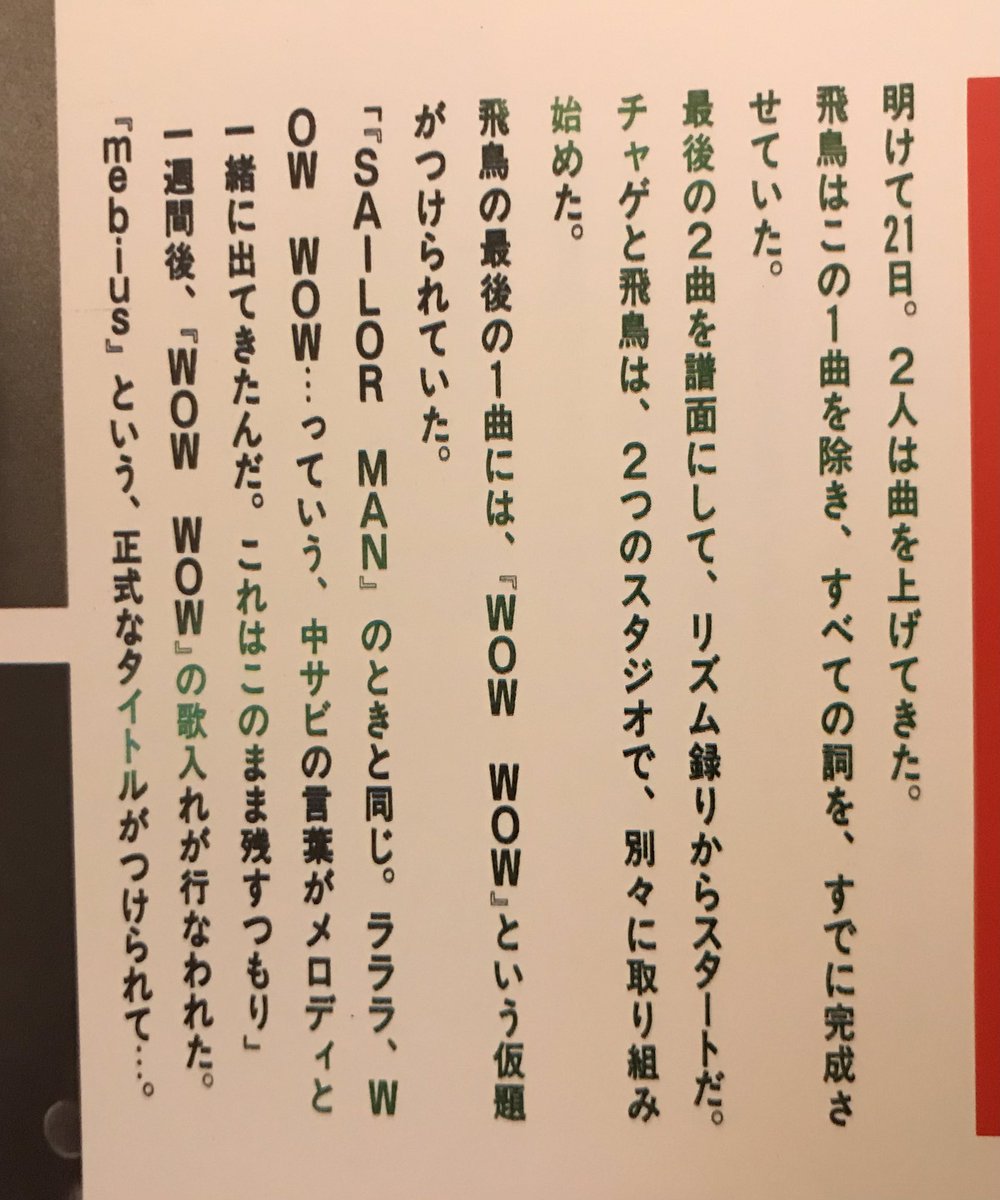 明けて21日。２人は曲を上げてきた。
飛鳥はこの１曲を除き、すべての詞を、すでに完成さ
せていた。
最後の２曲を譜面にして、リズム録りからスタートだ。
チャゲと飛鳥は、２つのスタジオで、別々に取り組み
始めた。
飛鳥の最後の１曲には、『ＷＯＷ　ＷＯＷ』という仮題
がつけられていた。
「『ＳＡＩＬＯＲ　ＭＡＮ』のときと同じ。ラララ、Ｗ
ＯＷ　ＷＯＷ…っていう、中サビの言葉がメロディと
一緒に出てきたんだ。これはこのまま残すつもり」
一週間後、『ＷＯＷ　ＷＯＷ』の歌入れが行なわれた。
『mebius』という、正式なタイトルがつけられて…。